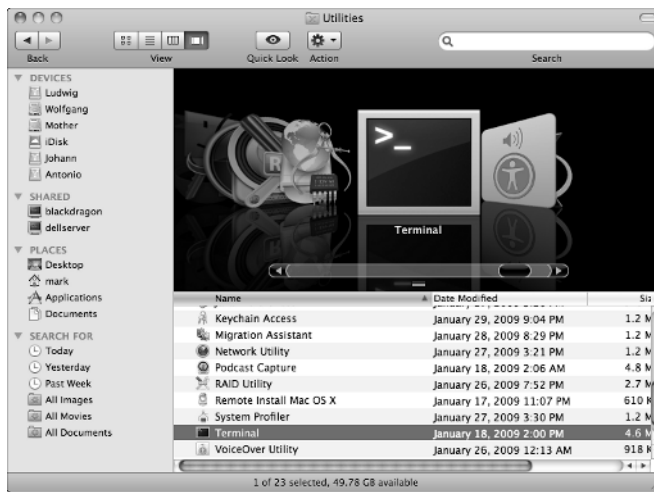 Utilities
Back
View
Quick Look
Action
Search
DEVICES
Ludwig
Wolfgang
Mother
iDisk
Johann
Antonio
SHARED
blackdragon
dellserver
PLACES
Desktop
mark
Applications
Documents
SEARCH FOR
Today
Yesterday
Past Week
All Images
All Movies
All Documents
>_
Terminal
Name Date Modified Siz
Keychain Access January 29, 2009 9:04 PM 1.2 M
Migration Assistant January 28, 2009 8:29 PM 1.2 M
Network Utility January 27, 2009 3:21 PM 1.2 M
Podcast Capture January 18, 2009 2:06 AM 4.8 M
RAID Utility January 26, 2009 7:52 PM 2.7 M
Remote Install Mac OS X January 17, 2009 11:07 PM 610 K
System Profiler January 27, 2009 3:30 PM 1.2 M
Terminal January 18, 2009 2:00 PM 4.6 M
VoiceOver Utility January 26, 2009 12:13 AM 918 K
1 of 23 selected, 49.78 GB available